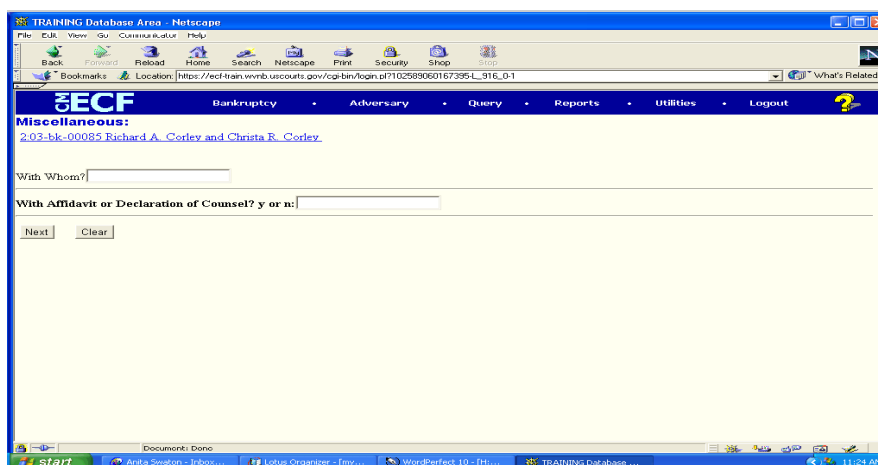 TRAINING Database Area - Netscape
File Edit View Go Communicator Help
Back Forward Reload Home Search Netscape Print Security Shop Stop
Bookmarks Location: https://ecf-train.wvnb.uscourts.gov/cgi-bin/login.pl?102589060167395-L_916_0-1 What's Related
CM ECF Bankruptcy • Adversary • Query • Reports • Utilities • Logout ?
Miscellaneous:
2:03-bk-00085 Richard A. Corley and Christa R. Corley
With Whom?
With Affidavit or Declaration of Counsel? y or n:
Next Clear
Document: Done
start Anita Swaton - Inbox... Lotus Organizer - [my... WordPerfect 10 - [H:... TRAINING Database ... 11:24 AM